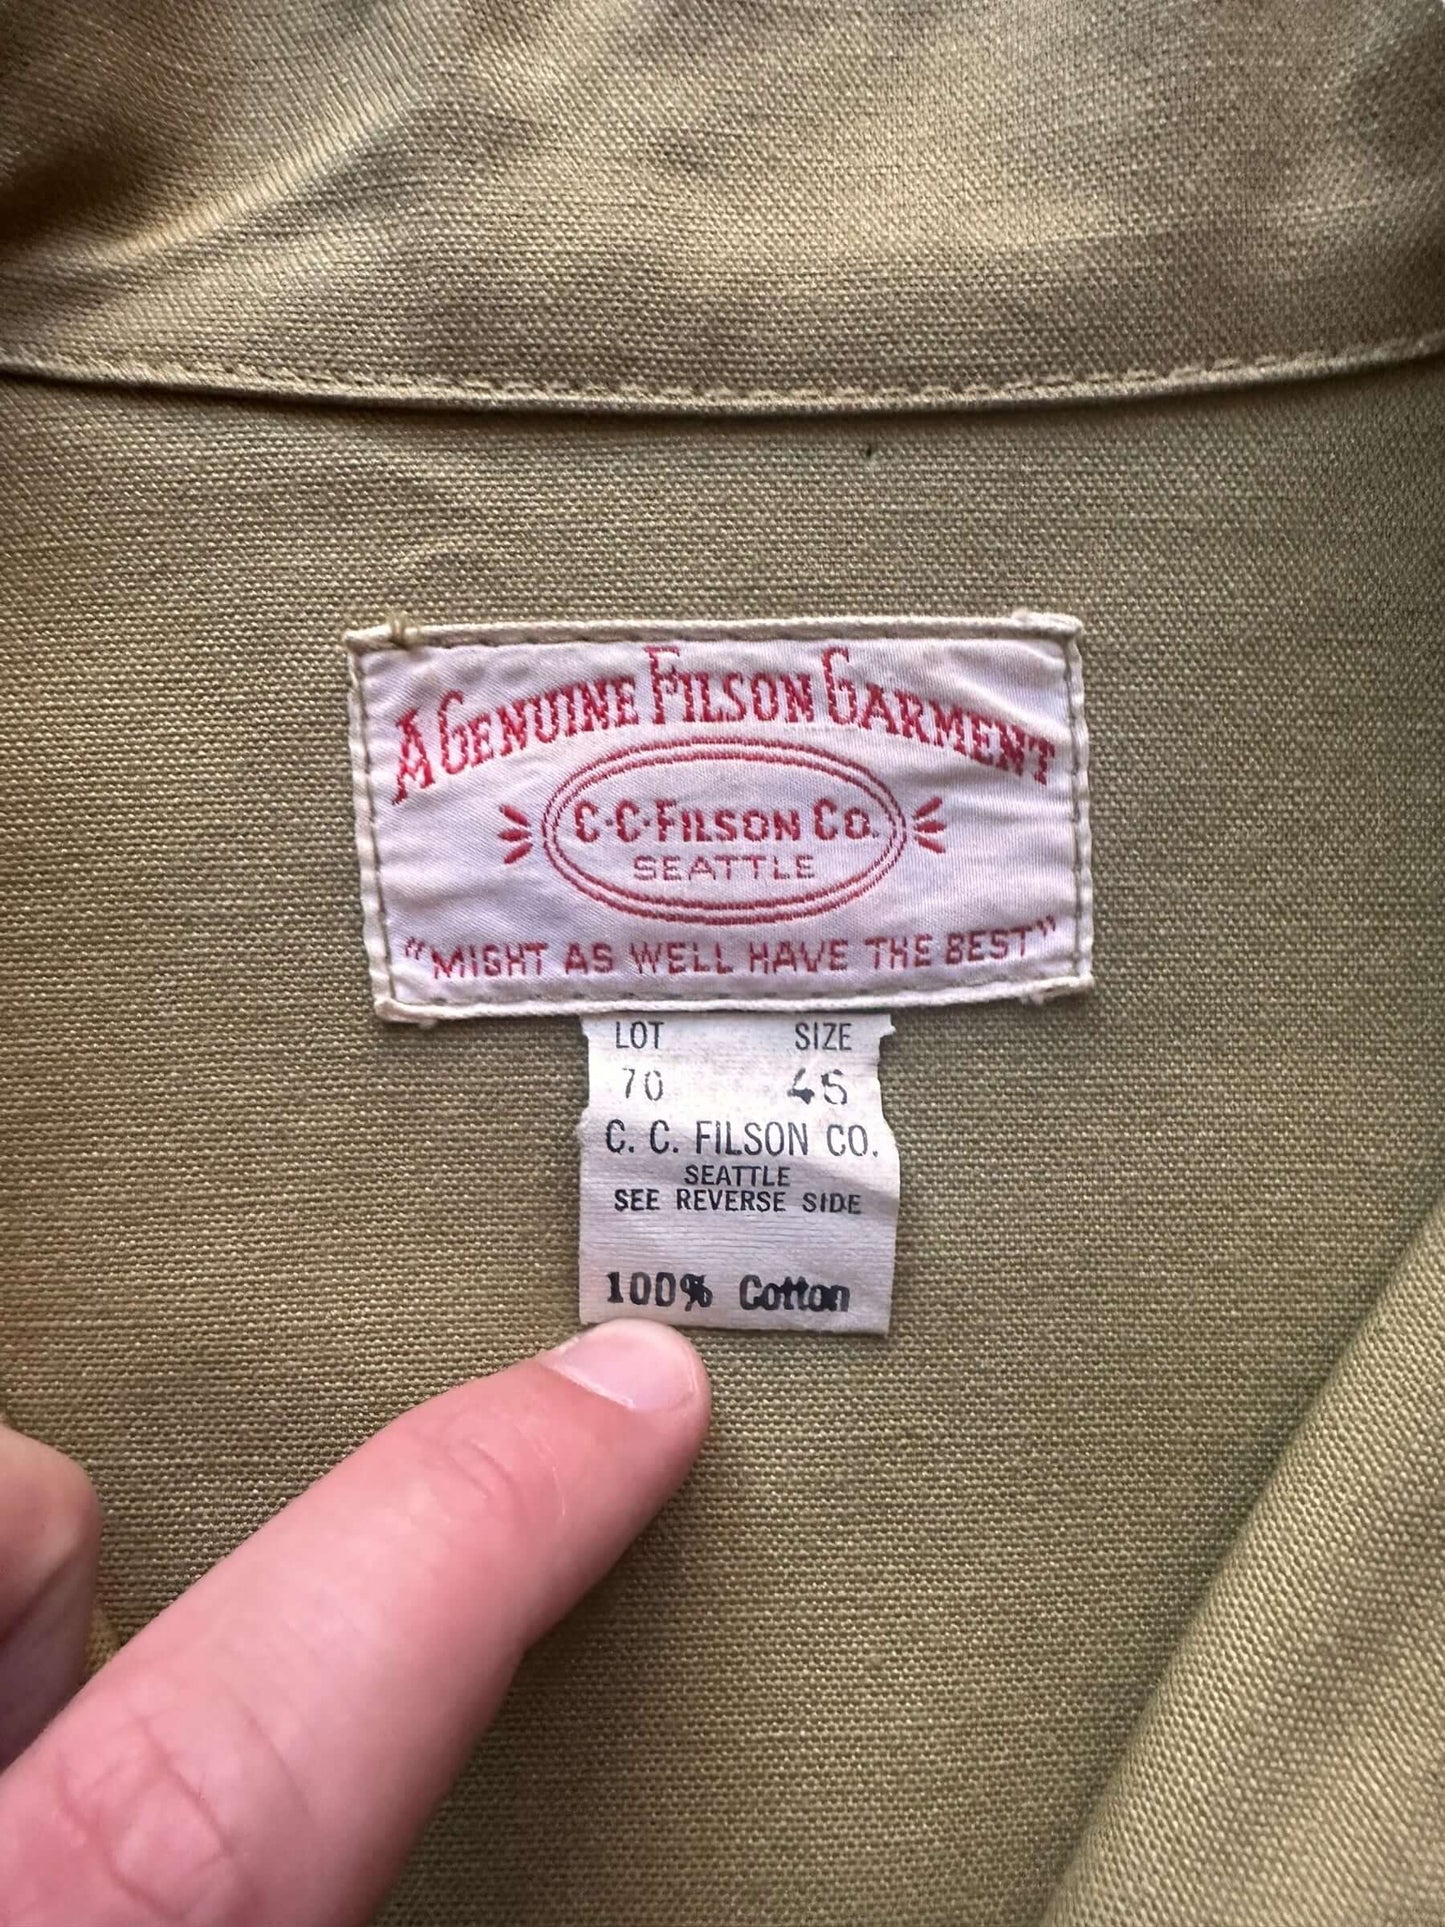 A GENUINE FILSON GARMENT
C·C·FILSON CO.
SEATTLE
"MIGHT AS WELL HAVE THE BEST"
LOT SIZE
70 45
C. C. FILSON CO.
SEATTLE
SEE REVERSE SIDE
100% Cotton